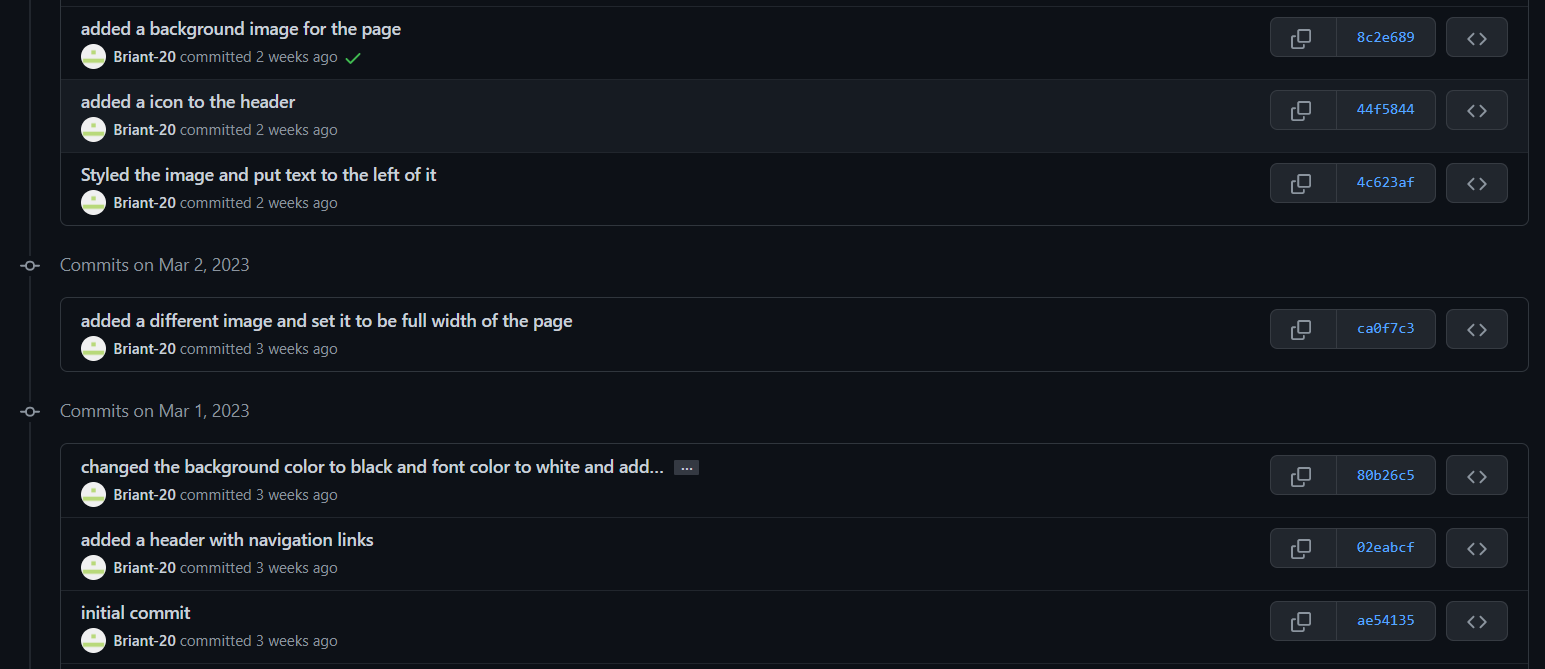 added a background image for the page
8c2e689
Briant-20 committed 2 weeks ago
added a icon to the header
44f5844
Briant-20 committed 2 weeks ago
Styled the image and put text to the left of it
4c623af
Briant-20 committed 2 weeks ago
Commits on Mar 2, 2023
added a different image and set it to be full width of the page
ca0f7c3
Briant-20 committed 3 weeks ago
Commits on Mar 1, 2023
changed the background color to black and font color to white and add… …
80b26c5
Briant-20 committed 3 weeks ago
added a header with navigation links
02eabcf
Briant-20 committed 3 weeks ago
initial commit
ae54135
Briant-20 committed 3 weeks ago